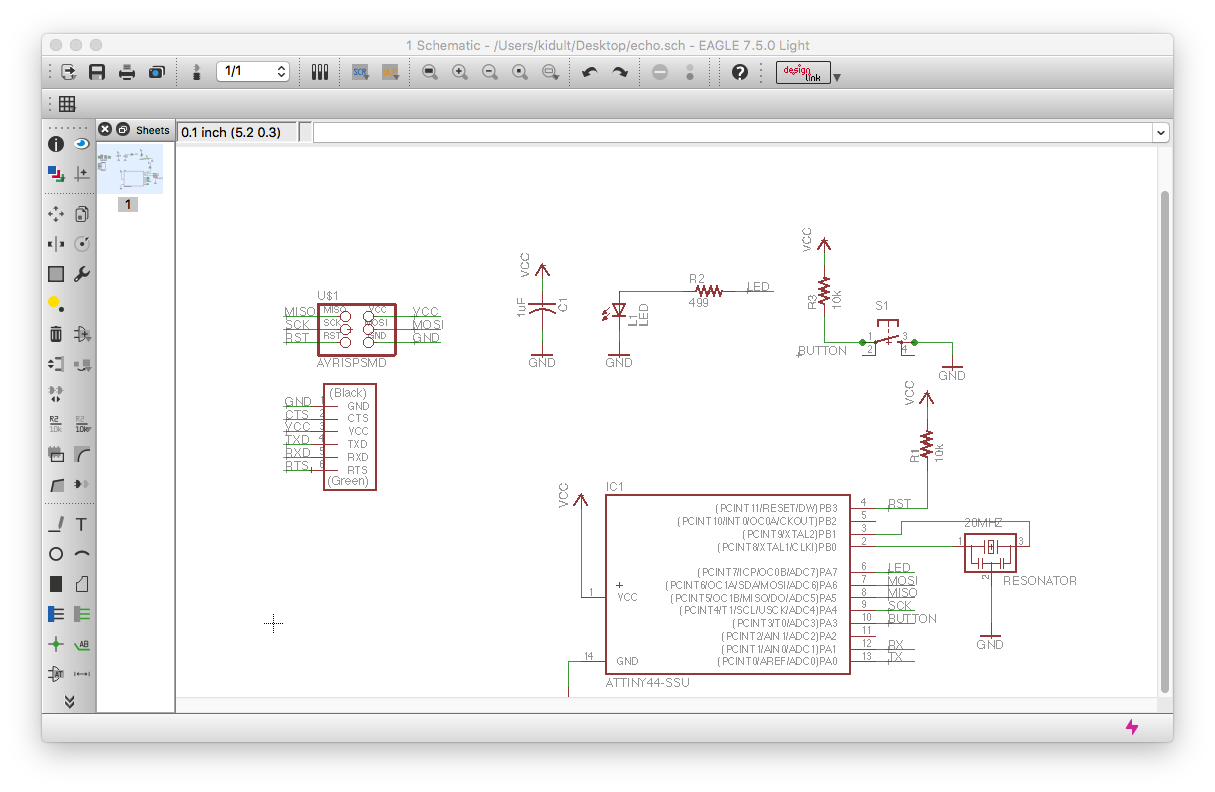 1 Schematic - /Users/kidult/Desktop/echo.sch - EAGLE 7.5.0 Light
1/1
SCR
design link
Sheets
0.1 inch (5.2 0.3)
1
R2
10k
R2
10k
T
AB
VCC
VCC
R2
499
LED
R3
10k
S1
U$1
MISO
SCK
RST
MISO
SCK
RST
VCC
MOSI
GND
VCC
MOSI
GND
AVRISPSMD
1uF
C1
GND
L1
LED
GND
BUTTON
1
2
3
4
GND
(Black)
GND 1 GND
CTS 2 CTS
VCC 3 VCC
TXD 4 TXD
RXD 5 RXD
RTS 6 RTS
(Green)
VCC
R1
10k
VCC
IC1
(PCINT11/RESET/DW)PB3 4 RST
(PCINT10/INT0/OC0A/CKOUT)PB2 5
(PCINT9/XTAL2)PB1 3
(PCINT8/XTAL1/CLKI)PB0 2
20MHZ
1
3
2
RESONATOR
GND
(PCINT7/ICP/OC0B/ADC7)PA7 6 LED
(PCINT6/OC1A/SDA/MOSI/ADC6)PA6 7 MOSI
(PCINT5/OC1B/MISO/DO/ADC5)PA5 8 MISO
(PCINT4/T1/SCL/USCK/ADC4)PA4 9 SCK
(PCINT3/T0/ADC3)PA3 10 BUTTON
(PCINT2/AIN1/ADC2)PA2 11
(PCINT1/AIN0/ADC1)PA1 12 RX
(PCINT0/AREF/ADC0)PA0 13 TX
1 VCC
14 GND
ATTINY44-SSU